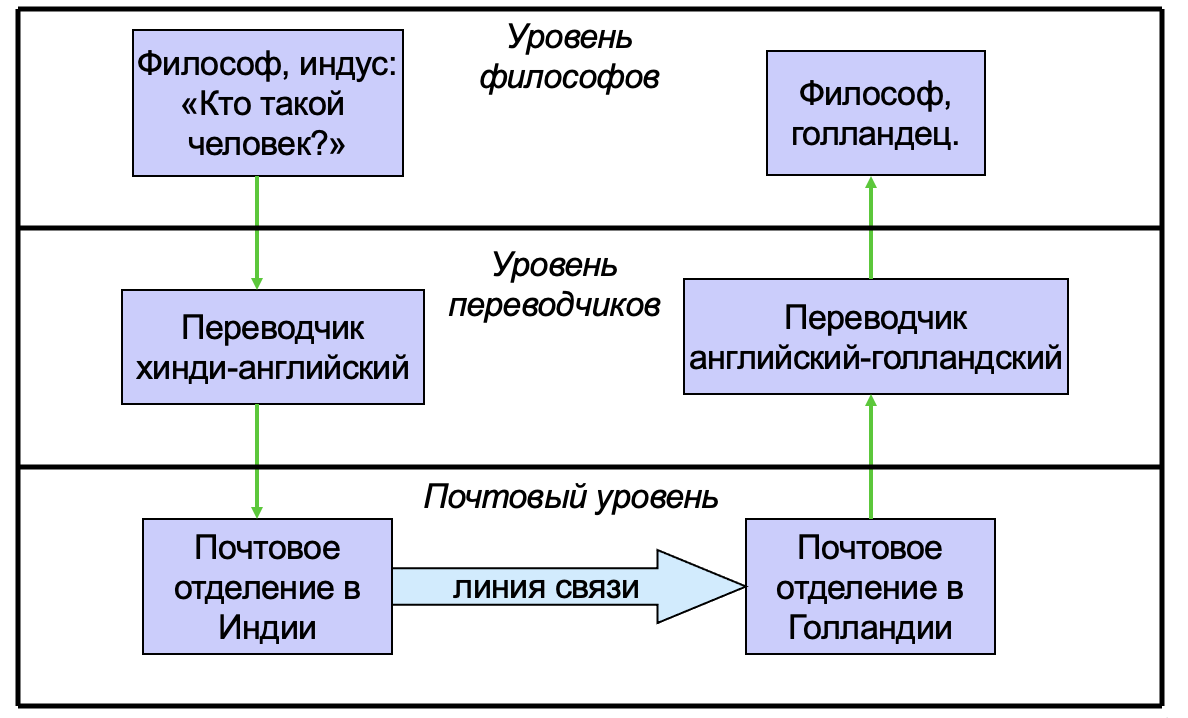 Уровень
философов
Философ, индус:
«Кто такой
человек?»
Философ,
голландец.
Уровень
переводчиков
Переводчик
хинди-английский
Переводчик
английский-голландский
Почтовый уровень
Почтовое
отделение в
Индии
линия связи
Почтовое
отделение в
Голландии